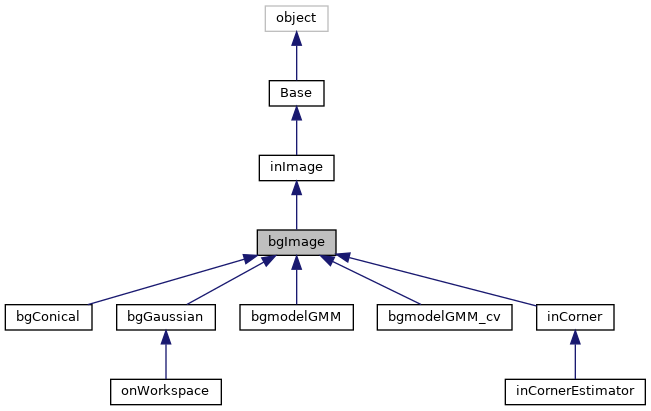 object
Base
inImage
bgImage
bgConical
bgGaussian
bgmodelGMM
bgmodelGMM_cv
inCorner
onWorkspace
inCornerEstimator